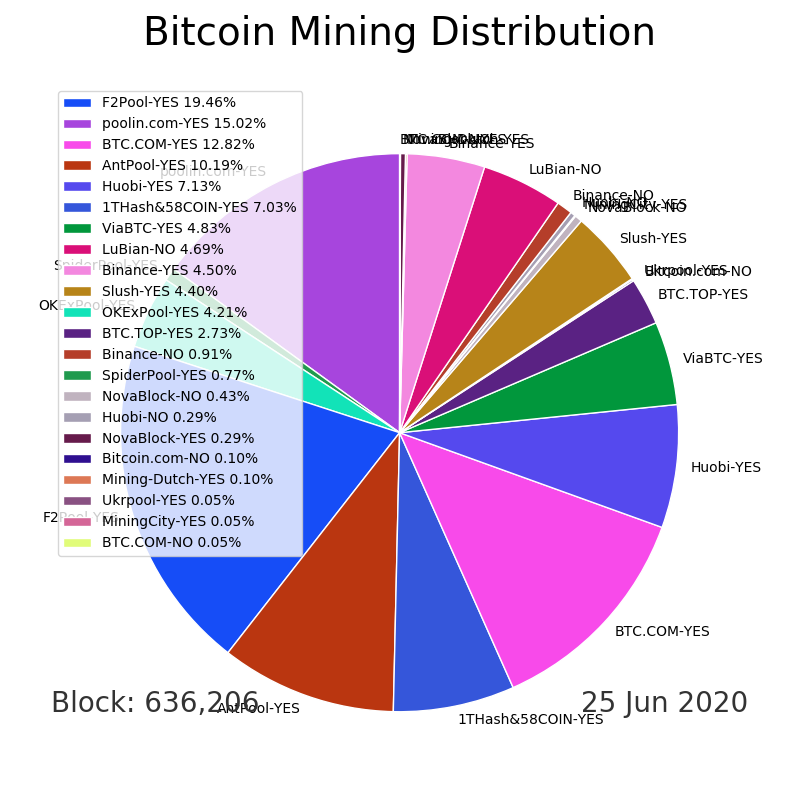 Bitcoin Mining Distribution
F2Pool-YES 19.46%
poolin.com-YES 15.02%
BTC.COM-YES 12.82%
AntPool-YES 10.19%
Huobi-YES 7.13%
1THash&58COIN-YES 7.03%
ViaBTC-YES 4.83%
LuBian-NO 4.69%
Binance-YES 4.50%
Slush-YES 4.40%
OKExPool-YES 4.21%
BTC.TOP-YES 2.73%
Binance-NO 0.91%
SpiderPool-YES 0.77%
NovaBlock-NO 0.43%
Huobi-NO 0.29%
NovaBlock-YES 0.29%
Bitcoin.com-NO 0.10%
Mining-Dutch-YES 0.10%
Ukrpool-YES 0.05%
MiningCity-YES 0.05%
BTC.COM-NO 0.05%
poolin.com-YES
SpiderPool-YES
OKExPool-YES
F2Pool-YES
AntPool-YES
1THash&58COIN-YES
BTC.COM-YES
Huobi-YES
ViaBTC-YES
BTC.TOP-YES
Bitcoin.com-NO
Ukrpool-YES
Slush-YES
NovaBlock-NO
MiningCity-YES
Huobi-NO
Binance-NO
LuBian-NO
Binance-YES
Block: 636,206
25 Jun 2020